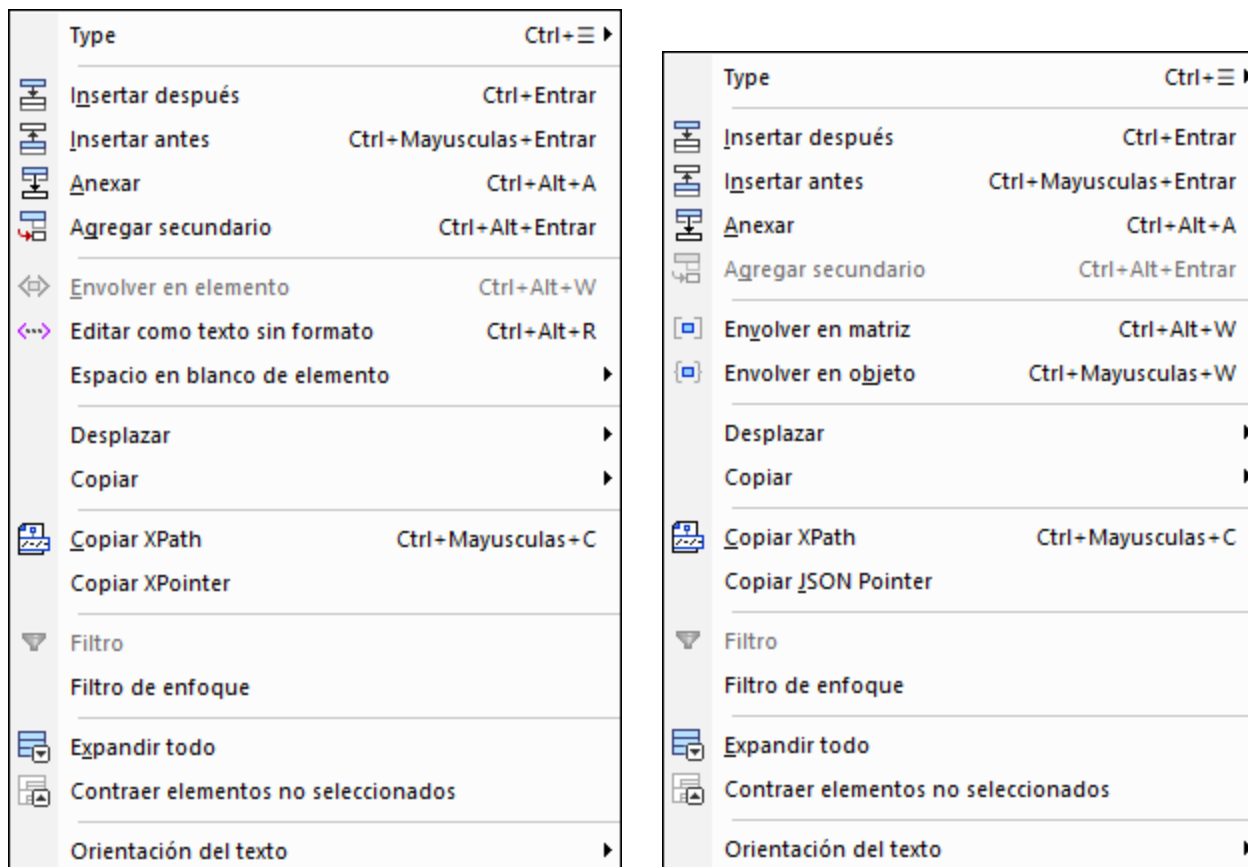 Type Ctrl+☰
Insertar después Ctrl+Entrar
Insertar antes Ctrl+Mayusculas+Entrar
Anexar Ctrl+Alt+A
Agregar secundario Ctrl+Alt+Entrar
Envolver en elemento Ctrl+Alt+W
Editar como texto sin formato Ctrl+Alt+R
Espacio en blanco de elemento
Desplazar
Copiar
Copiar XPath Ctrl+Mayusculas+C
Copiar XPointer
Filtro
Filtro de enfoque
Expandir todo
Contraer elementos no seleccionados
Orientación del texto
Type Ctrl+☰
Insertar después Ctrl+Entrar
Insertar antes Ctrl+Mayusculas+Entrar
Anexar Ctrl+Alt+A
Agregar secundario Ctrl+Alt+Entrar
Envolver en matriz Ctrl+Alt+W
Envolver en objeto Ctrl+Mayusculas+W
Desplazar
Copiar
Copiar XPath Ctrl+Mayusculas+C
Copiar JSON Pointer
Filtro
Filtro de enfoque
Expandir todo
Contraer elementos no seleccionados
Orientación del texto